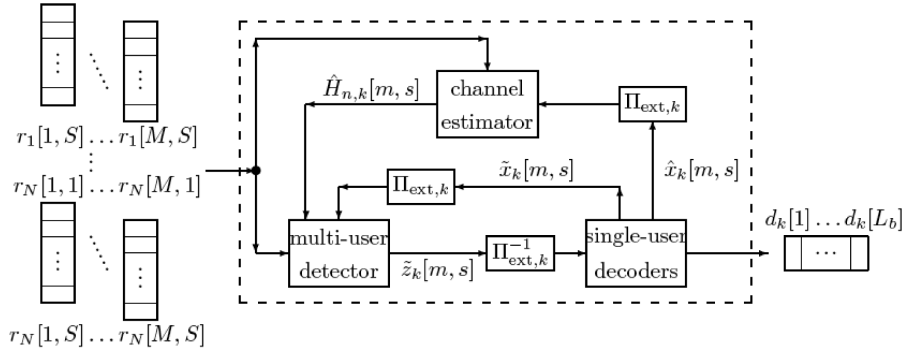 r_1[1, S] … r_1[M, S]
⋮
r_N[1, 1] … r_N[M, 1]
r_N[1, S] … r_N[M, S]
Ĥ_{n,k}[m, s]
channel
estimator
Π_{ext,k}
x̃_k[m, s]
x̂_k[m, s]
Π_{ext,k}
multi-user
detector
z̃_k[m, s]
Π^{-1}_{ext,k}
single-user
decoders
d_k[1] … d_k[L_b]
…